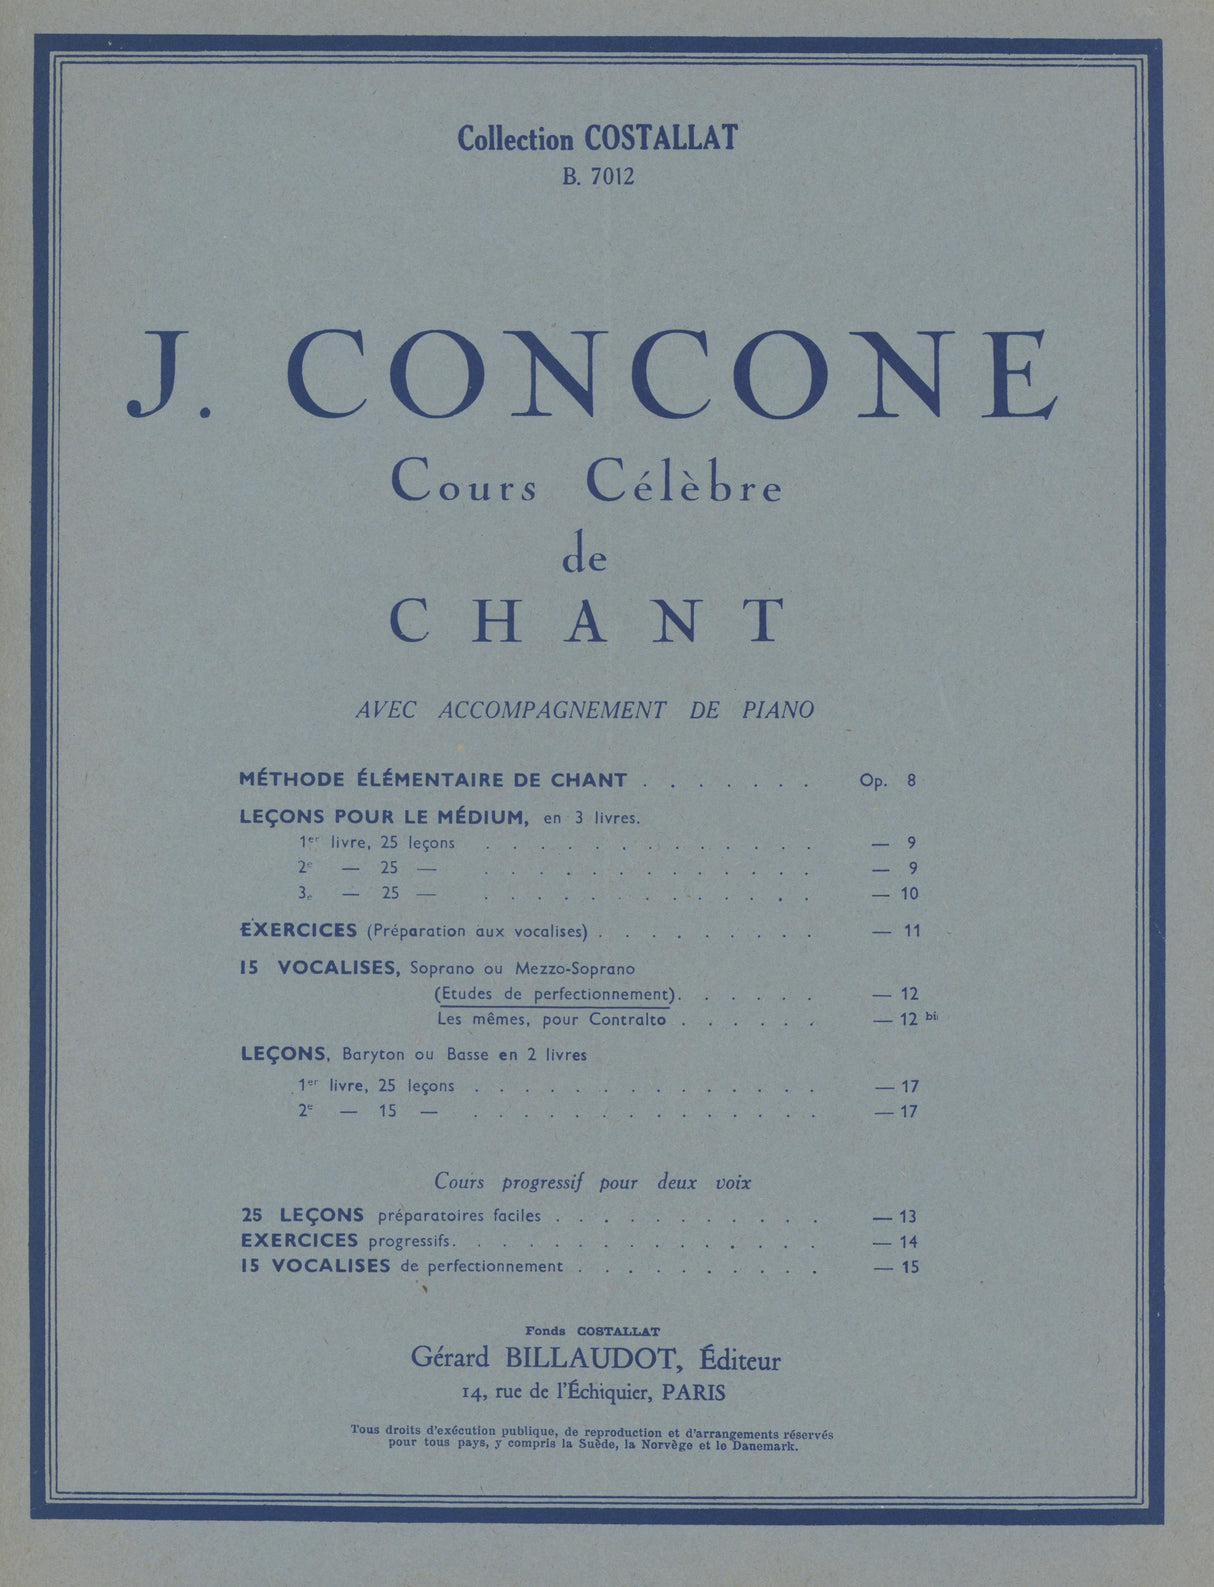 Collection COSTALLAT
B. 7012
J. CONCONE
Cours Célèbre
de
CHANT
AVEC ACCOMPAGNEMENT DE PIANO
MÉTHODE ÉLÉMENTAIRE DE CHANT . . . . . . . Op. 8
LEÇONS POUR LE MÉDIUM, en 3 livres.
1er livre, 25 leçons . . . . . . . . . . . . . — 9
2e — 25 — . . . . . . . . . . . . . — 9
3e — 25 — . . . . . . . . . . . . . — 10
EXERCICES (Préparation aux vocalises) . . . . . . . . . — 11
15 VOCALISES, Soprano ou Mezzo-Soprano
(Etudes de perfectionnement). . . . . . — 12
Les mêmes, pour Contralto . . . . . . — 12 bis
LEÇONS, Baryton ou Basse en 2 livres
1er livre, 25 leçons . . . . . . . . . . . . . . — 17
2e — 15 — . . . . . . . . . . . . . . — 17
Cours progressif pour deux voix
25 LEÇONS préparatoires faciles . . . . . . . . . . . — 13
EXERCICES progressifs. . . . . . . . . . . . . . . — 14
15 VOCALISES de perfectionnement . . . . . . . . . . — 15
Fonds COSTALLAT
Gérard BILLAUDOT, Éditeur
14, rue de l'Échiquier, PARIS
Tous droits d'exécution publique, de reproduction et d'arrangements réservés
pour tous pays, y compris la Suède, la Norvège et le Danemark.